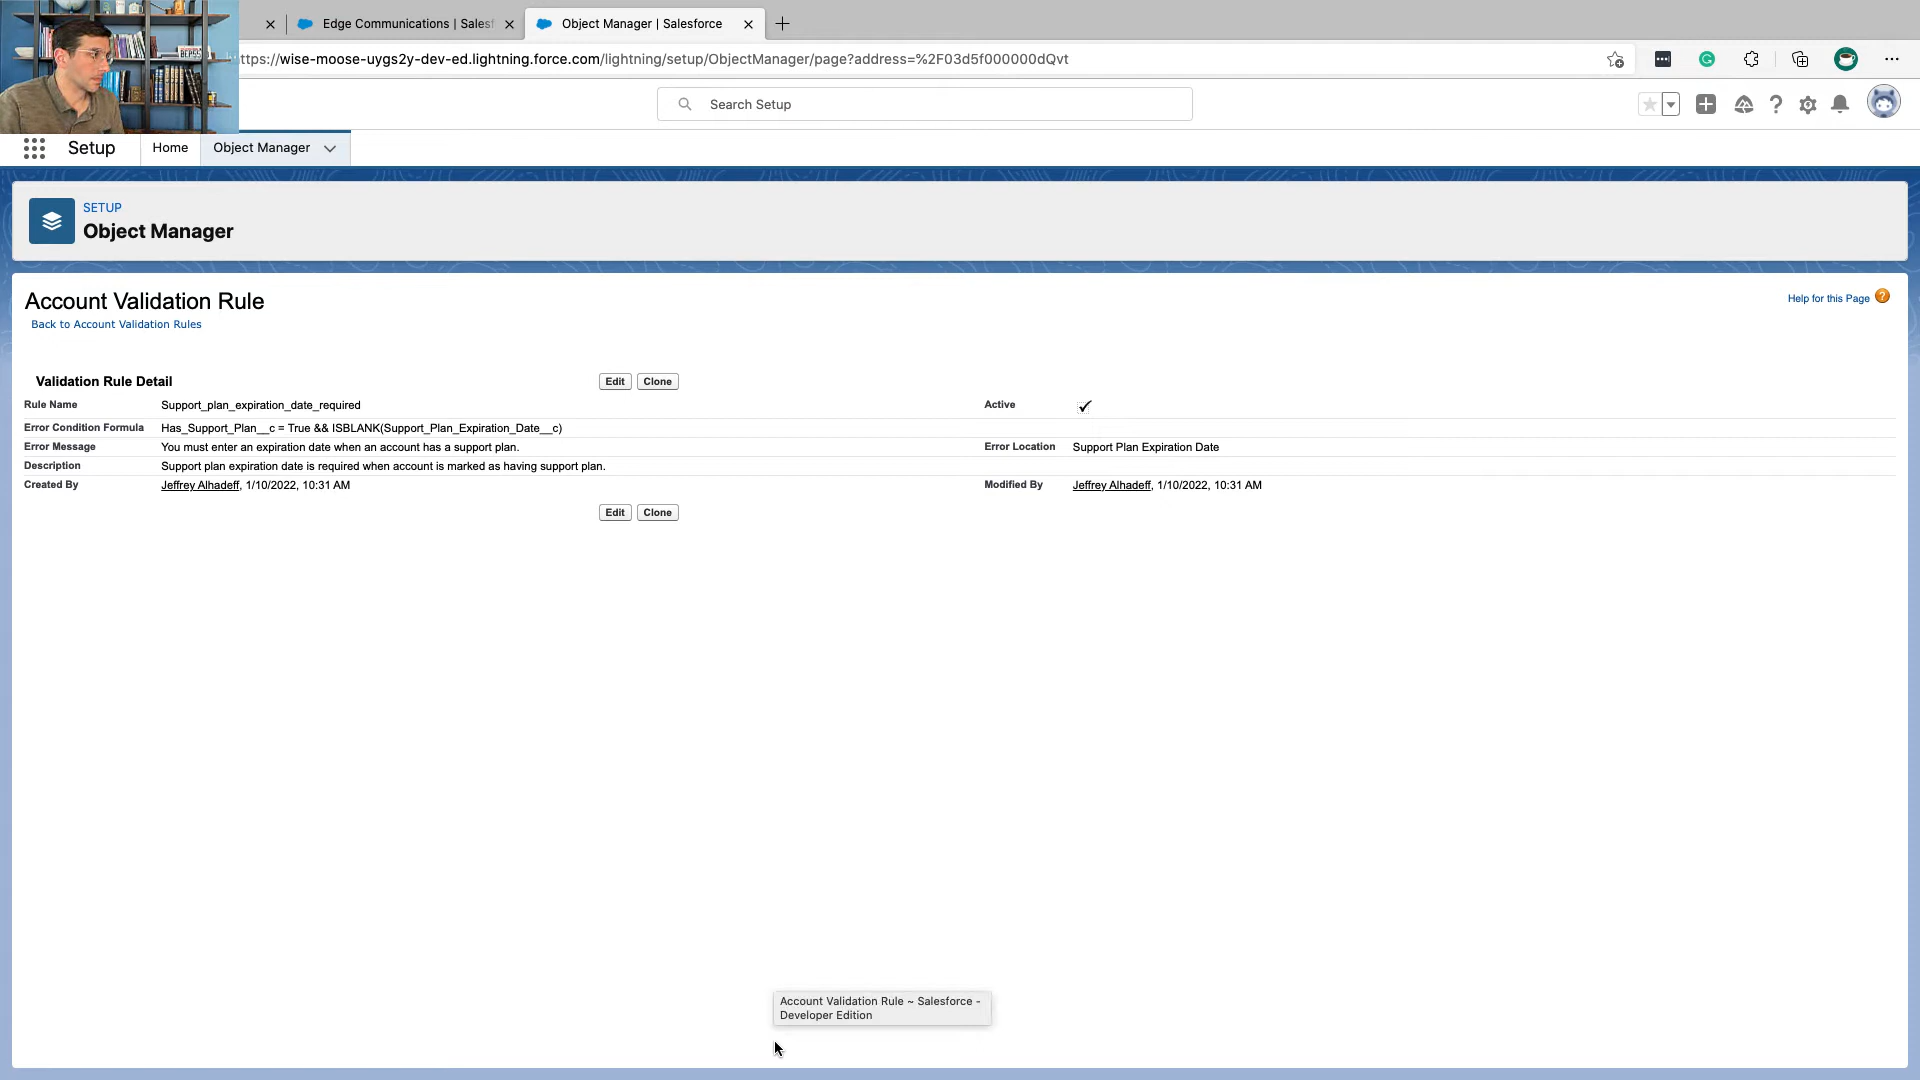 Edge Communications | Sales
Object Manager | Salesforce
ttps://wise-moose-uygs2y-dev-ed.lightning.force.com/lightning/setup/ObjectManager/page?address=%2F03d5f000000dQvt
Search Setup
Setup
Home
Object Manager
SETUP
Object Manager
Account Validation Rule
Help for this Page ?
Back to Account Validation Rules
Validation Rule Detail
Edit Clone
Rule Name Support_plan_expiration_date_required Active
Error Condition Formula Has_Support_Plan__c = True && ISBLANK(Support_Plan_Expiration_Date__c)
Error Message You must enter an expiration date when an account has a support plan. Error Location Support Plan Expiration Date
Description Support plan expiration date is required when account is marked as having support plan.
Created By Jeffrey Alhadeff, 1/10/2022, 10:31 AM Modified By Jeffrey Alhadeff, 1/10/2022, 10:31 AM
Edit Clone
Account Validation Rule ~ Salesforce -
Developer Edition